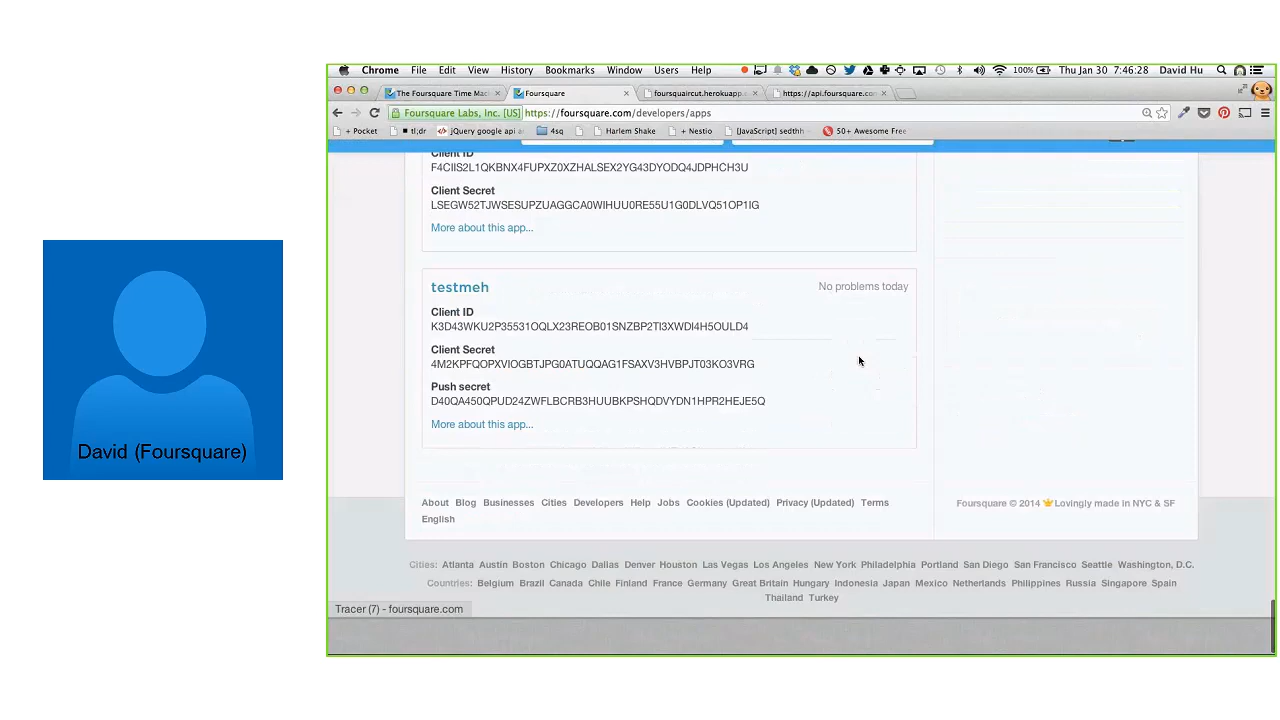 Chrome File Edit View History Bookmarks Window Users Help 100% Thu Jan 30 7:46:28 David Hu
The Foursquare Time Mac Foursquare foursquaircut.herokuapp. https://api.foursquare.co
Foursquare Labs, Inc. [US] https://foursquare.com/developers/apps
+ Pocket tl;dr jQuery google api a 4sq Harlem Shake + Nestio [JavaScript] sedthh 50+ Awesome Free
Client ID
F4CIIS2L1QKBNX4FUPXZ0XZHALSEX2YG43DYODQ4JDPHCH3U
Client Secret
LSEGW52TJWSESUPZUAGGCA0WIHUU0RE55U1G0DLVQ51OP1IG
More about this app...
testmeh No problems today
Client ID
K3D43WKU2P35531OQLX23REOB01SNZBP2TI3XWDI4H5OULD4
Client Secret
4M2KPFQOPXVIOGBTJPG0ATUQQAG1FSAXV3HVBPJT03KO3VRG
Push secret
D40QA450QPUD24ZWFLBCRB3HUUBKPSHQDVYDN1HPR2HEJE5Q
More about this app...
David (Foursquare)
About Blog Businesses Cities Developers Help Jobs Cookies (Updated) Privacy (Updated) Terms
English
Foursquare © 2014 Lovingly made in NYC & SF
Cities: Atlanta Austin Boston Chicago Dallas Denver Houston Las Vegas Los Angeles New York Philadelphia Portland San Diego San Francisco Seattle Washington, D.C.
Countries: Belgium Brazil Canada Chile Finland France Germany Great Britain Hungary Indonesia Japan Mexico Netherlands Philippines Russia Singapore Spain
Thailand Turkey
Tracer (7) - foursquare.com